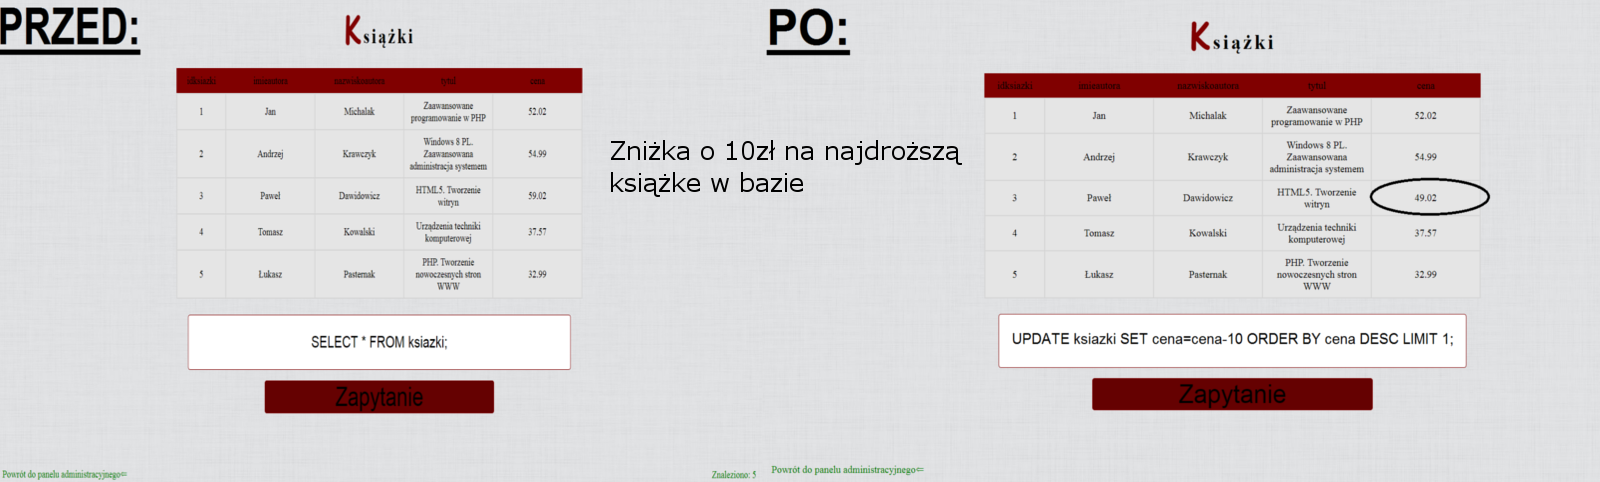 PRZED:
Książki
idksiazki imieautora nazwiskoautora tytul cena
1 Jan Michalak Zaawansowane programowanie w PHP 52.02
2 Andrzej Krawczyk Windows 8 PL. Zaawansowana administracja systemem 54.99
3 Paweł Dawidowicz HTML5. Tworzenie witryn 59.02
4 Tomasz Kowalski Urządzenia techniki komputerowej 37.57
5 Łukasz Pasternak PHP. Tworzenie nowoczesnych stron WWW 32.99
SELECT * FROM ksiazki;
Zapytanie
Powrót do panelu administracyjnego⇐
Znaleziono: 5
Zniżka o 10zł na najdroższą
książke w bazie
PO:
Książki
idksiazki imieautora nazwiskoautora tytul cena
1 Jan Michalak Zaawansowane programowanie w PHP 52.02
2 Andrzej Krawczyk Windows 8 PL. Zaawansowana administracja systemem 54.99
3 Paweł Dawidowicz HTML5. Tworzenie witryn 49.02
4 Tomasz Kowalski Urządzenia techniki komputerowej 37.57
5 Łukasz Pasternak PHP. Tworzenie nowoczesnych stron WWW 32.99
UPDATE ksiazki SET cena=cena-10 ORDER BY cena DESC LIMIT 1;
Zapytanie
Powrót do panelu administracyjnego⇐